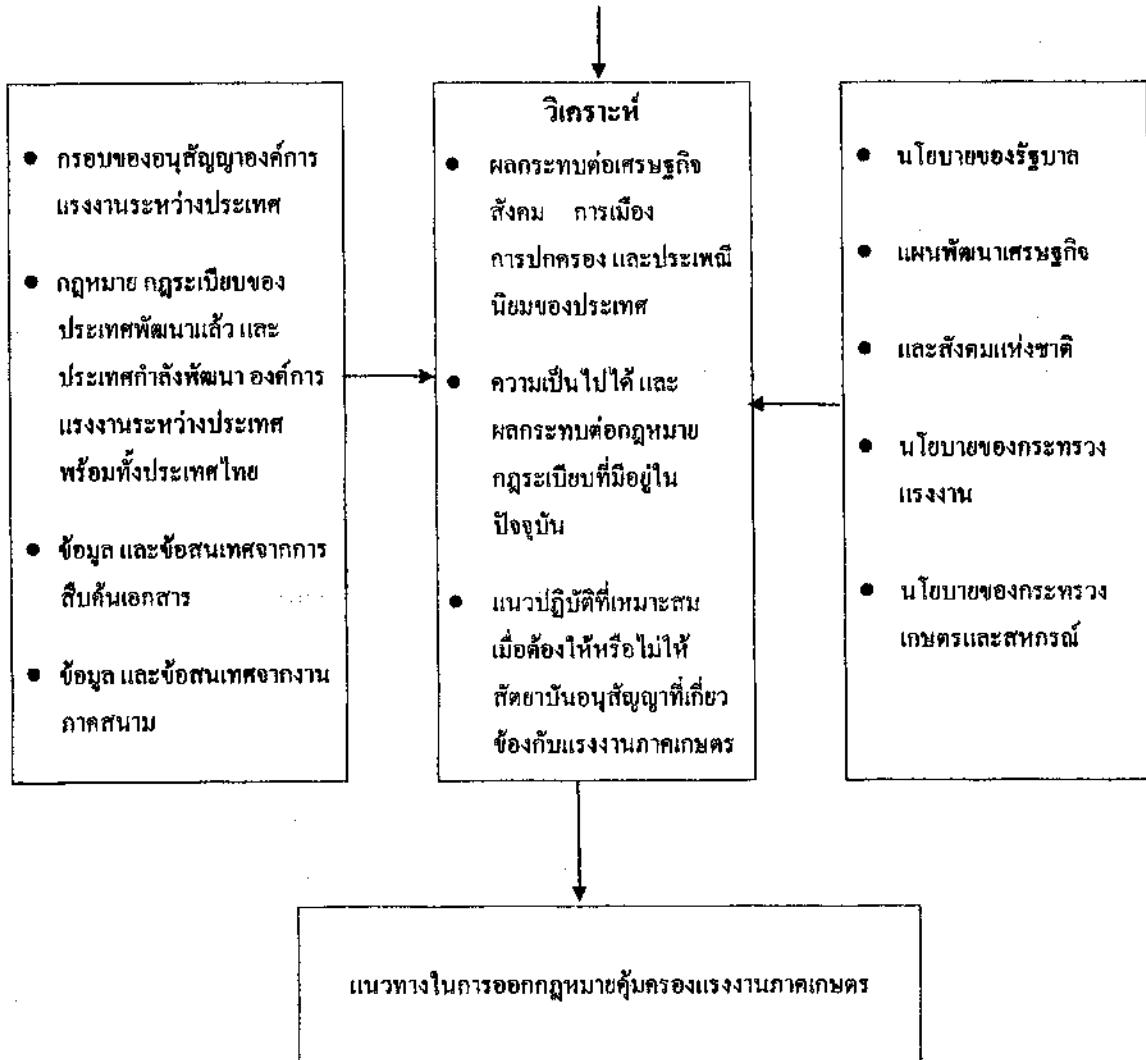 ● กรอบของอนุสัญญาองค์การ
แรงงานระหว่างประเทศ
● กฎหมาย กฎระเบียบของ
ประเทศพัฒนาแล้ว และ
ประเทศกำลังพัฒนา องค์การ
แรงงานระหว่างประเทศ
พร้อมทั้งประเทศไทย
● ข้อมูล และข้อสนเทศจากการ
สืบค้นเอกสาร
● ข้อมูล และข้อสนเทศจากงาน
ภาคสนาม
วิเคราะห์
● ผลกระทบต่อเศรษฐกิจ
สังคม การเมือง
การปกครอง และประเพณี
นิยมของประเทศ
● ความเป็นไปได้ และ
ผลกระทบต่อกฎหมาย
กฎระเบียบที่มีอยู่ใน
ปัจจุบัน
● แนวปฏิบัติที่เหมาะสม
เมื่อต้องให้หรือไม่ให้
สัตยาบันอนุสัญญาที่เกี่ยว
ข้องกับแรงงานภาคเกษตร
● นโยบายของรัฐบาล
● แผนพัฒนาเศรษฐกิจ
● และสังคมแห่งชาติ
● นโยบายของกระทรวง
แรงงาน
● นโยบายของกระทรวง
เกษตรและสหกรณ์
แนวทางในการออกกฎหมายคุ้มครองแรงงานภาคเกษตร